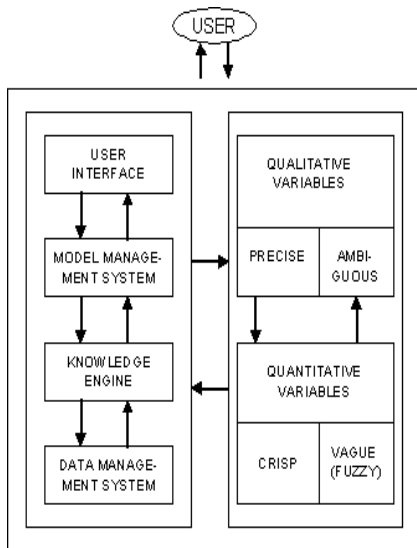 USER
USER
INTERFACE
MODEL MANAGE-
MENT SYSTEM
KNOWLEDGE
ENGINE
DATA MANAGE-
MENT SYSTEM
QUALITATIVE
VARIABLES
PRECISE
AMBI-
GUOUS
QUANTITATIVE
VARIABLES
CRISP
VAGUE
(FUZZY)